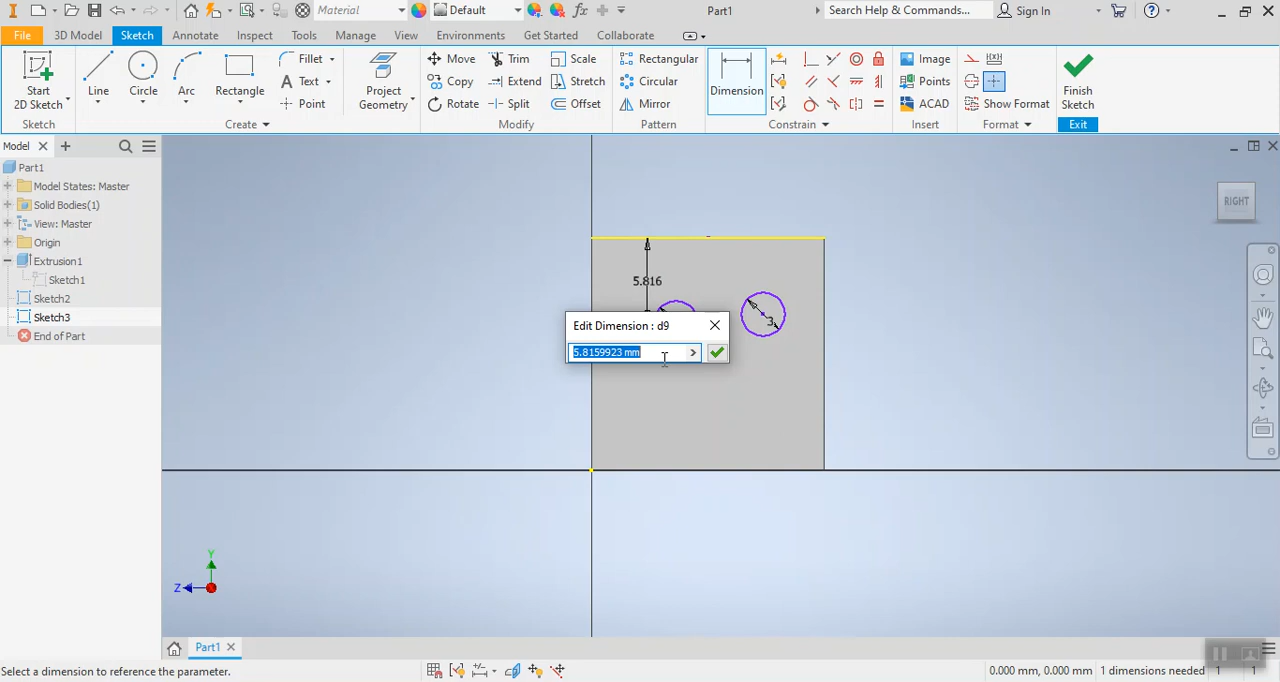 Material
Default
Part1
Search Help & Commands...
Sign In
File
3D Model
Sketch
Annotate
Inspect
Tools
Manage
View
Environments
Get Started
Collaborate
Start
2D Sketch
Line
Circle
Arc
Rectangle
Fillet
Text
Point
Project
Geometry
Move
Copy
Rotate
Trim
Extend
Split
Scale
Stretch
Offset
Rectangular
Circular
Mirror
Dimension
Image
Points
ACAD
Show Format
Finish
Sketch
Sketch
Create
Modify
Pattern
Constrain
Insert
Format
Exit
Model
Part1
Model States: Master
Solid Bodies(1)
View: Master
Origin
Extrusion1
Sketch1
Sketch2
Sketch3
End of Part
RIGHT
5.816
3
Edit Dimension : d9
5.8159923 mm
Y
Z
Part1
Select a dimension to reference the parameter.
0.000 mm, 0.000 mm
1 dimensions needed
1
1